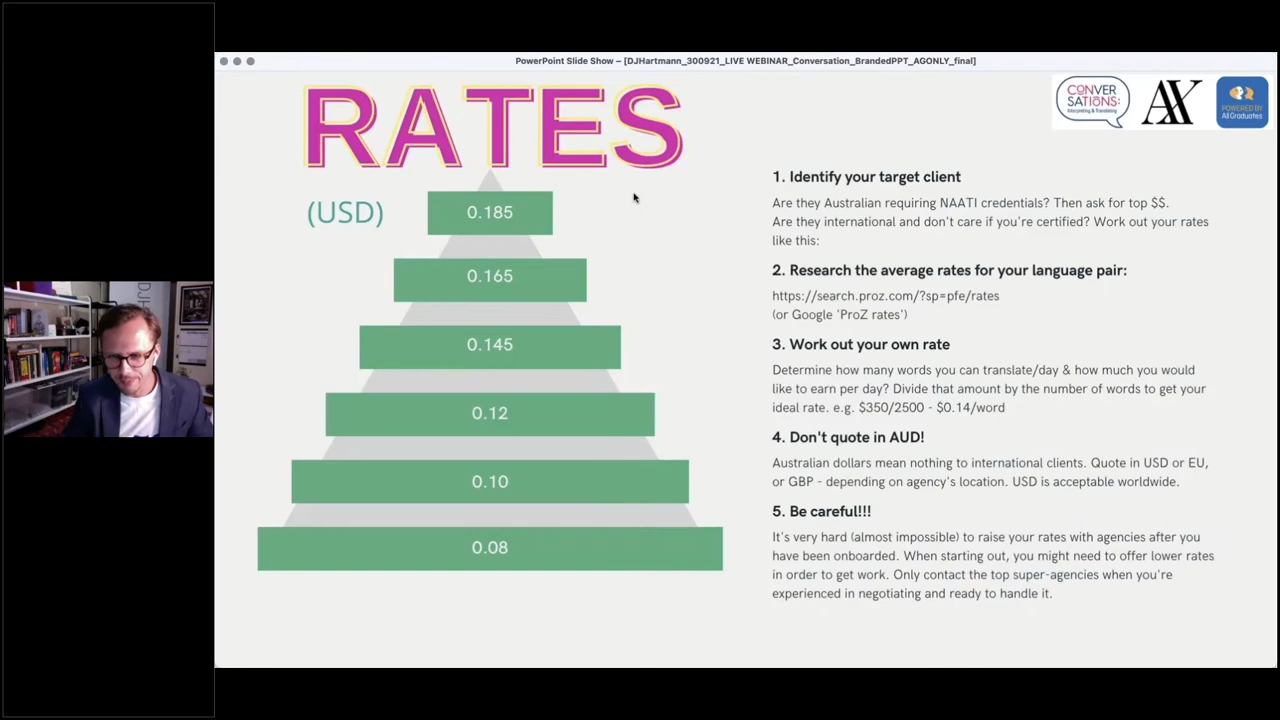 PowerPoint Slide Show – [DJHartmann_300921_LIVE WEBINAR_Conversation_BrandedPPT_AGONLY_final]
RATES
CONVER
SATIONS:
Interpreting & Translating
POWERED BY
AllGraduates
(USD)
0.185
0.165
0.145
0.12
0.10
0.08
1. Identify your target client
Are they Australian requiring NAATI credentials? Then ask for top $$.
Are they international and don't care if you're certified? Work out your rates
like this:
2. Research the average rates for your language pair:
https://search.proz.com/?sp=pfe/rates
(or Google 'ProZ rates')
3. Work out your own rate
Determine how many words you can translate/day & how much you would
like to earn per day? Divide that amount by the number of words to get your
ideal rate. e.g. $350/2500 - $0.14/word
4. Don't quote in AUD!
Australian dollars mean nothing to international clients. Quote in USD or EU,
or GBP - depending on agency's location. USD is acceptable worldwide.
5. Be careful!!!
It's very hard (almost impossible) to raise your rates with agencies after you
have been onboarded. When starting out, you might need to offer lower rates
in order to get work. Only contact the top super-agencies when you're
experienced in negotiating and ready to handle it.
DJH